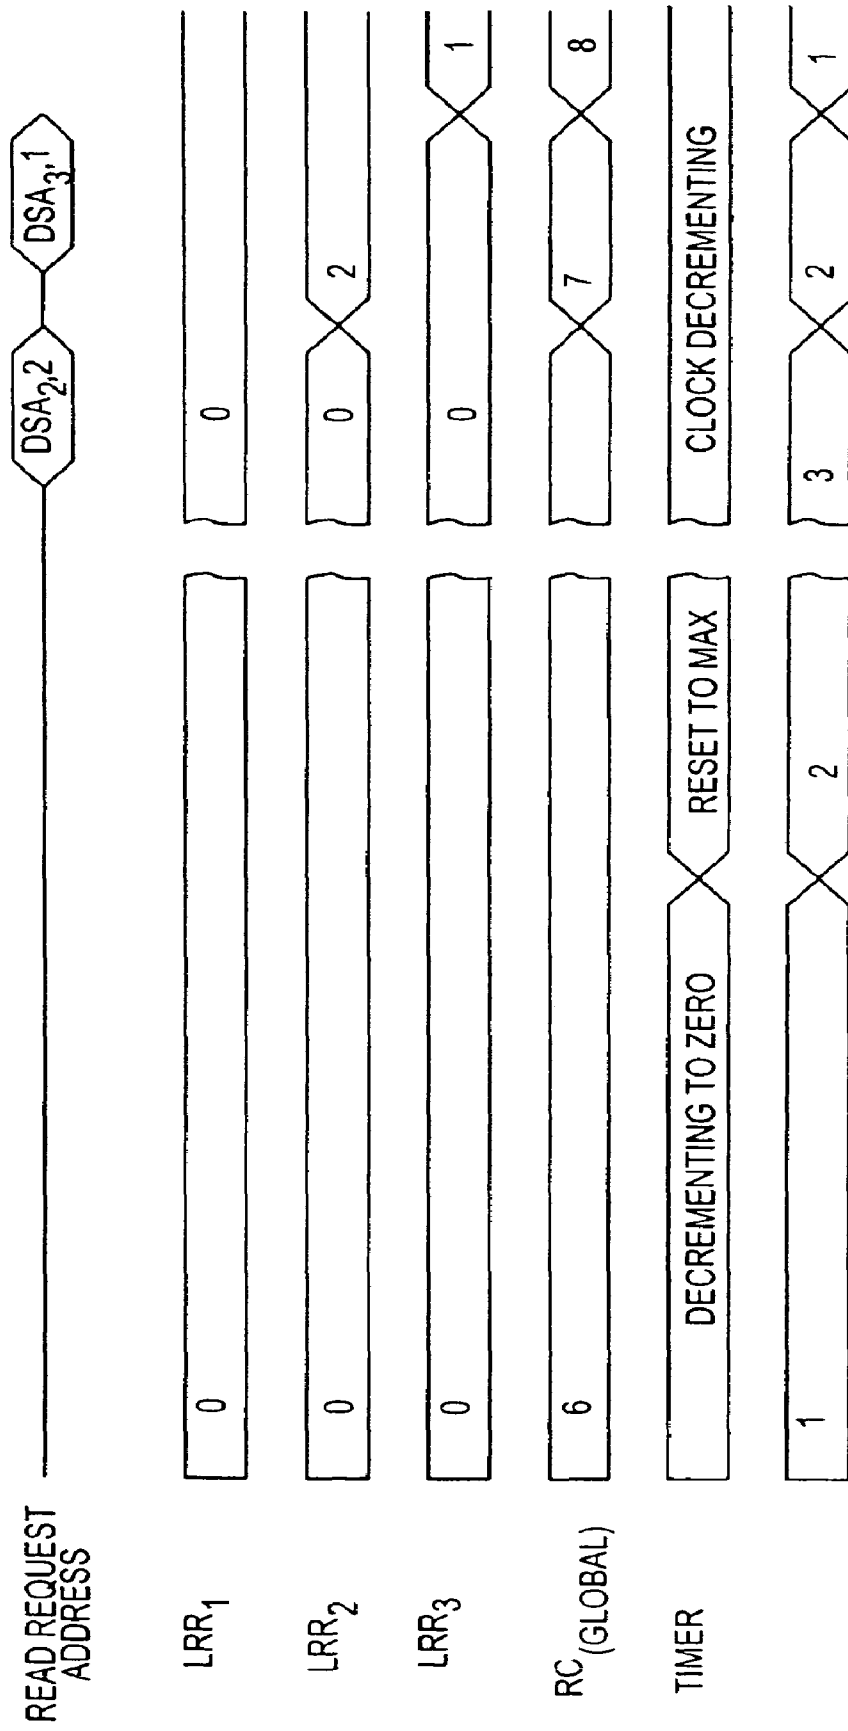 READ REQUEST
ADDRESS
DSA2,2
DSA3,1
LRR1
0
0
LRR2
0
0
2
LRR3
0
0
1
RC(GLOBAL)
6
7
8
TIMER
DECREMENTING TO ZERO
RESET TO MAX
CLOCK DECREMENTING
1
2
3
2
1